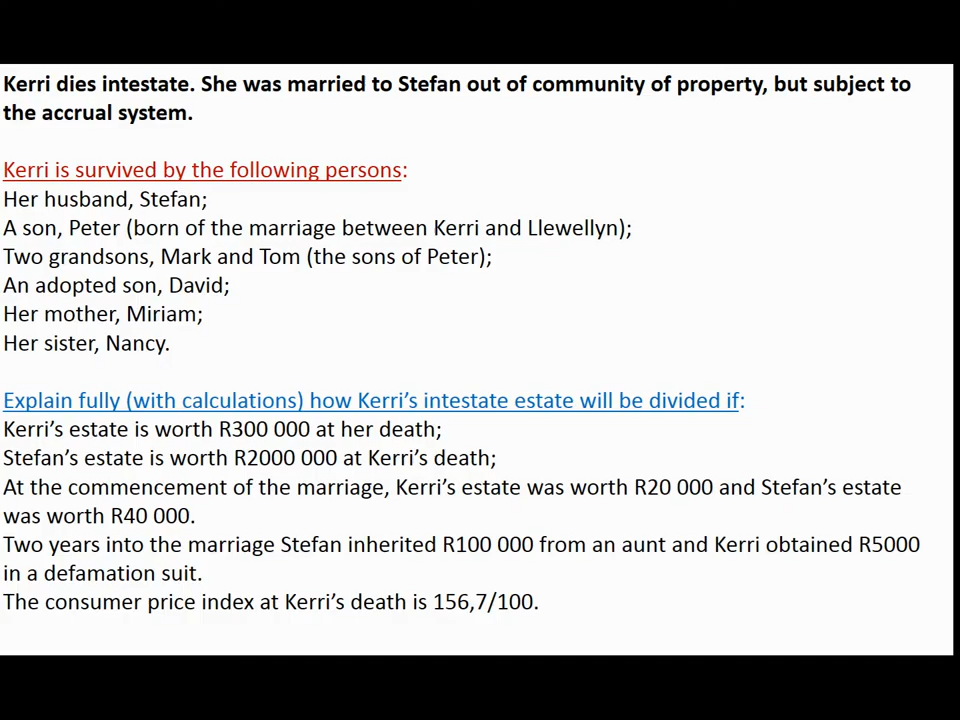 Kerri dies intestate. She was married to Stefan out of community of property, but subject to
the accrual system.
Kerri is survived by the following persons:
Her husband, Stefan;
A son, Peter (born of the marriage between Kerri and Llewellyn);
Two grandsons, Mark and Tom (the sons of Peter);
An adopted son, David;
Her mother, Miriam;
Her sister, Nancy.
Explain fully (with calculations) how Kerri's intestate estate will be divided if:
Kerri's estate is worth R300 000 at her death;
Stefan's estate is worth R2000 000 at Kerri's death;
At the commencement of the marriage, Kerri's estate was worth R20 000 and Stefan's estate
was worth R40 000.
Two years into the marriage Stefan inherited R100 000 from an aunt and Kerri obtained R5000
in a defamation suit.
The consumer price index at Kerri's death is 156,7/100.